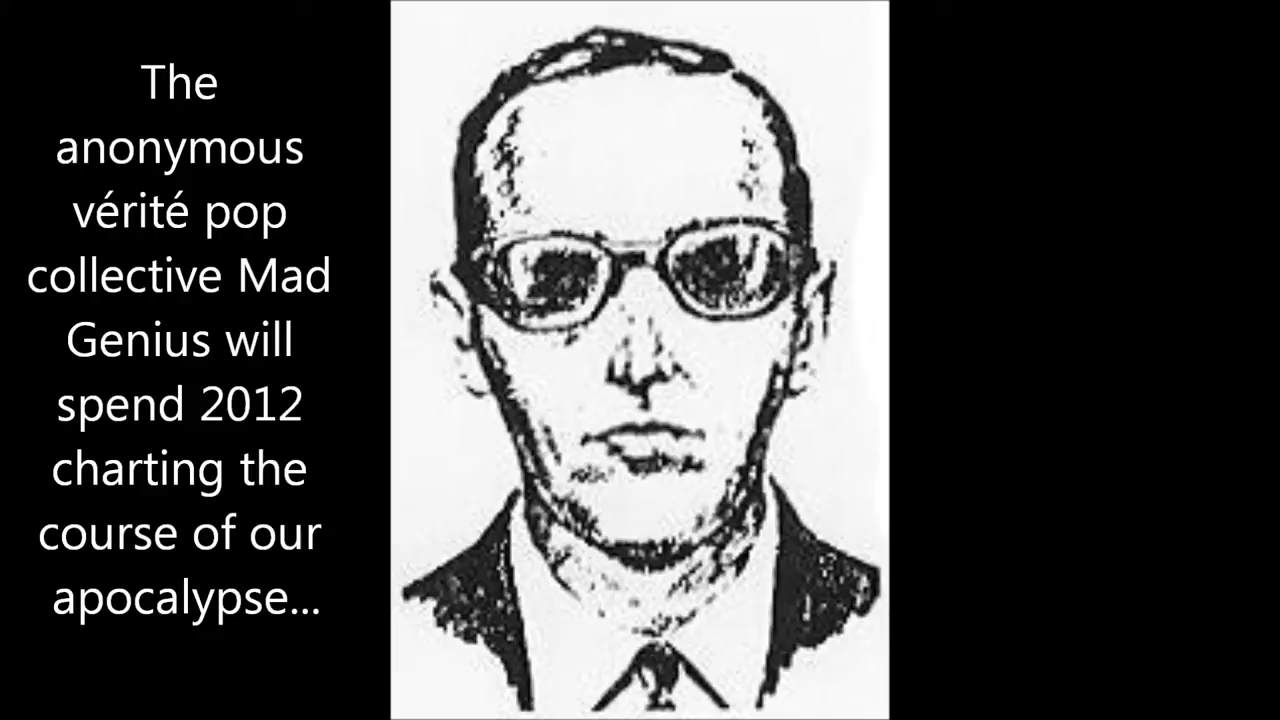 The
anonymous
vérité pop
collective Mad
Genius will
spend 2012
charting the
course of our
apocalypse...